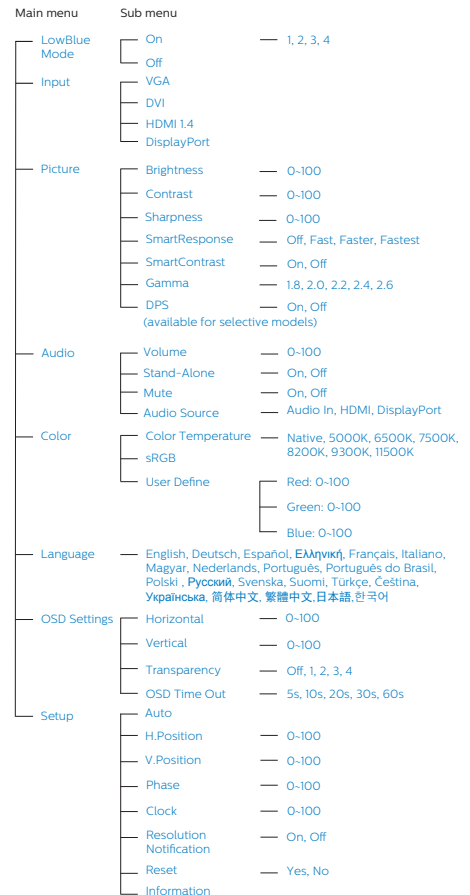 Main menu Sub menu
LowBlue Mode On 1, 2, 3, 4
Off
Input VGA
DVI
HDMI 1.4
DisplayPort
Picture Brightness 0~100
Contrast 0~100
Sharpness 0~100
SmartResponse Off, Fast, Faster, Fastest
SmartContrast On, Off
Gamma 1.8, 2.0, 2.2, 2.4, 2.6
DPS On, Off
(available for selective models)
Audio Volume 0~100
Stand-Alone On, Off
Mute On, Off
Audio Source Audio In, HDMI, DisplayPort
Color Color Temperature Native, 5000K, 6500K, 7500K,
8200K, 9300K, 11500K
sRGB
User Define Red: 0~100
Green: 0~100
Blue: 0~100
Language English, Deutsch, Español, Ελληνική, Français, Italiano,
Magyar, Nederlands, Português, Português do Brasil,
Polski , Русский, Svenska, Suomi, Türkçe, Čeština,
Українська, 简体中文, 繁體中文,日本語,한국어
OSD Settings Horizontal 0~100
Vertical 0~100
Transparency Off, 1, 2, 3, 4
OSD Time Out 5s, 10s, 20s, 30s, 60s
Setup Auto
H.Position 0~100
V.Position 0~100
Phase 0~100
Clock 0~100
Resolution Notification On, Off
Reset Yes, No
Information